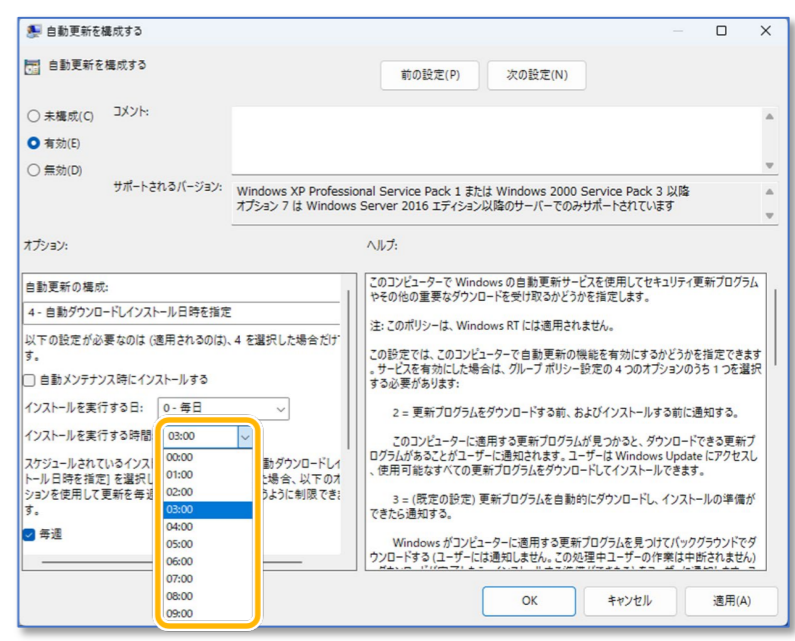 自動更新を構成する
自動更新を構成する
前の設定(P)
次の設定(N)
未構成(C)
有効(E)
無効(D)
コメント:
サポートされるバージョン:
Windows XP Professional Service Pack 1 または Windows 2000 Service Pack 3 以降
オプション 7 は Windows Server 2016 エディション以降のサーバーでのみサポートされています
オプション:
ヘルプ:
自動更新の構成:
4 - 自動ダウンロードしインストール日時を指定
以下の設定が必要なのは (適用されるのは)、4 を選択した場合だけで
す。
自動メンテナンス時にインストールする
インストールを実行する日:
0 - 毎日
インストールを実行する時間
03:00
00:00
01:00
02:00
03:00
04:00
05:00
06:00
07:00
08:00
09:00
スケジュールされているインス
動ダウンロードしイ
トール日時を指定] を選択し
た場合、以下のオ
ションを使用して更新を毎週
うように制限できま
す。
毎週
このコンピューターで Windows の自動更新サービスを使用してセキュリティ更新プログラム
やその他の重要なダウンロードを受け取るかどうかを指定します。
注: このポリシーは、Windows RT には適用されません。
この設定では、このコンピューターで自動更新の機能を有効にするかどうかを指定できます
。サービスを有効にした場合は、グループ ポリシー設定の 4 つのオプションのうち 1 つを選択
する必要があります:
2 = 更新プログラムをダウンロードする前、およびインストールする前に通知する。
このコンピューターに適用する更新プログラムが見つかると、ダウンロードできる更新プ
ログラムがあることがユーザーに通知されます。ユーザーは Windows Update にアクセスし
、使用可能なすべての更新プログラムをダウンロードしてインストールできます。
3 = (既定の設定) 更新プログラムを自動的にダウンロードし、インストールの準備が
できたら通知する。
Windows がコンピューターに適用する更新プログラムを見つけてバックグラウンドでダ
ウンロードする (ユーザーには通知しません。この処理中ユーザーの作業は中断されません)
OK
キャンセル
適用(A)